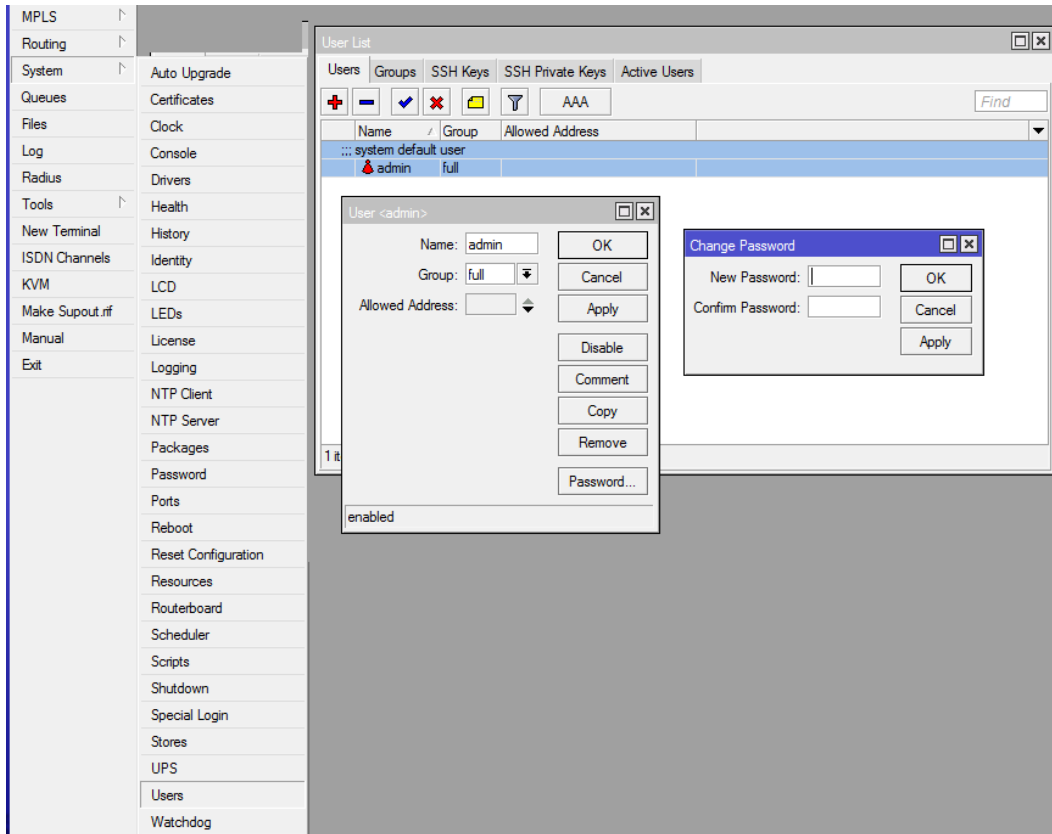 MPLS
Routing
System
Queues
Files
Log
Radius
Tools
New Terminal
ISDN Channels
KVM
Make Supout.rif
Manual
Exit
Auto Upgrade
Certificates
Clock
Console
Drivers
Health
History
Identity
LCD
LEDs
License
Logging
NTP Client
NTP Server
Packages
Password
Ports
Reboot
Reset Configuration
Resources
Routerboard
Scheduler
Scripts
Shutdown
Special Login
Stores
UPS
Users
Watchdog
User List
Users Groups SSH Keys SSH Private Keys Active Users
AAA Find
Name Group Allowed Address
;;; system default user
admin full
1 it
User <admin>
Name: admin OK
Group: full Cancel
Allowed Address: Apply
Disable
Comment
Copy
Remove
Password...
enabled
Change Password
New Password: OK
Confirm Password: Cancel
Apply